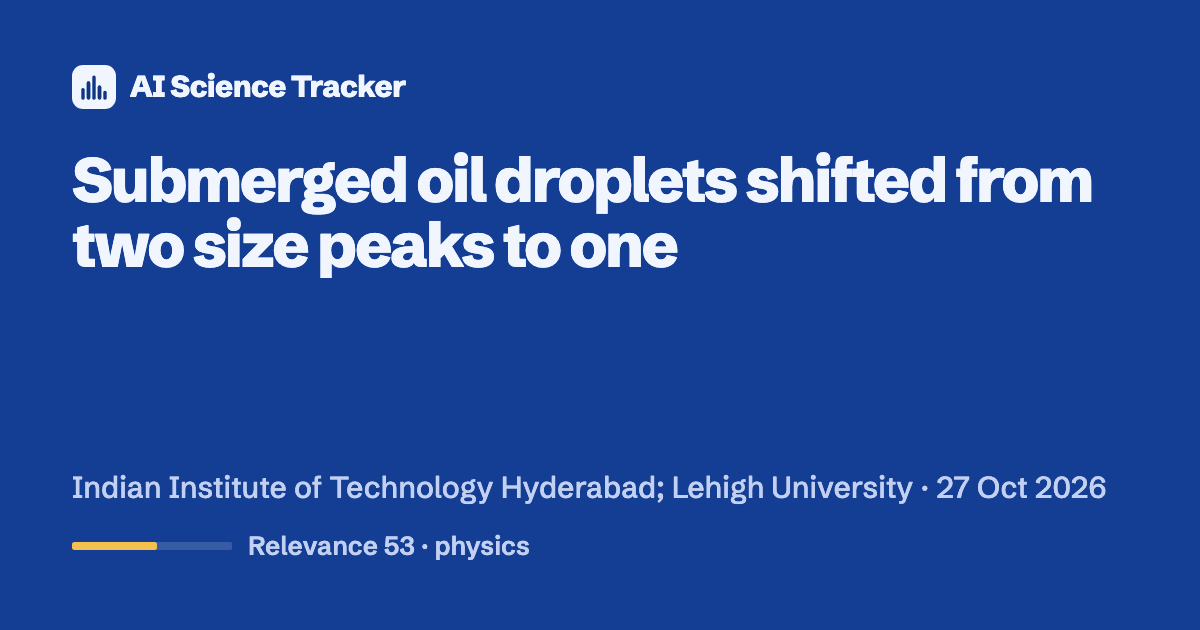 AI Science Tracker
Submerged oil droplets shifted from
two size peaks to one
Indian Institute of Technology Hyderabad; Lehigh University · 27 Oct 2026
Relevance 53 · physics